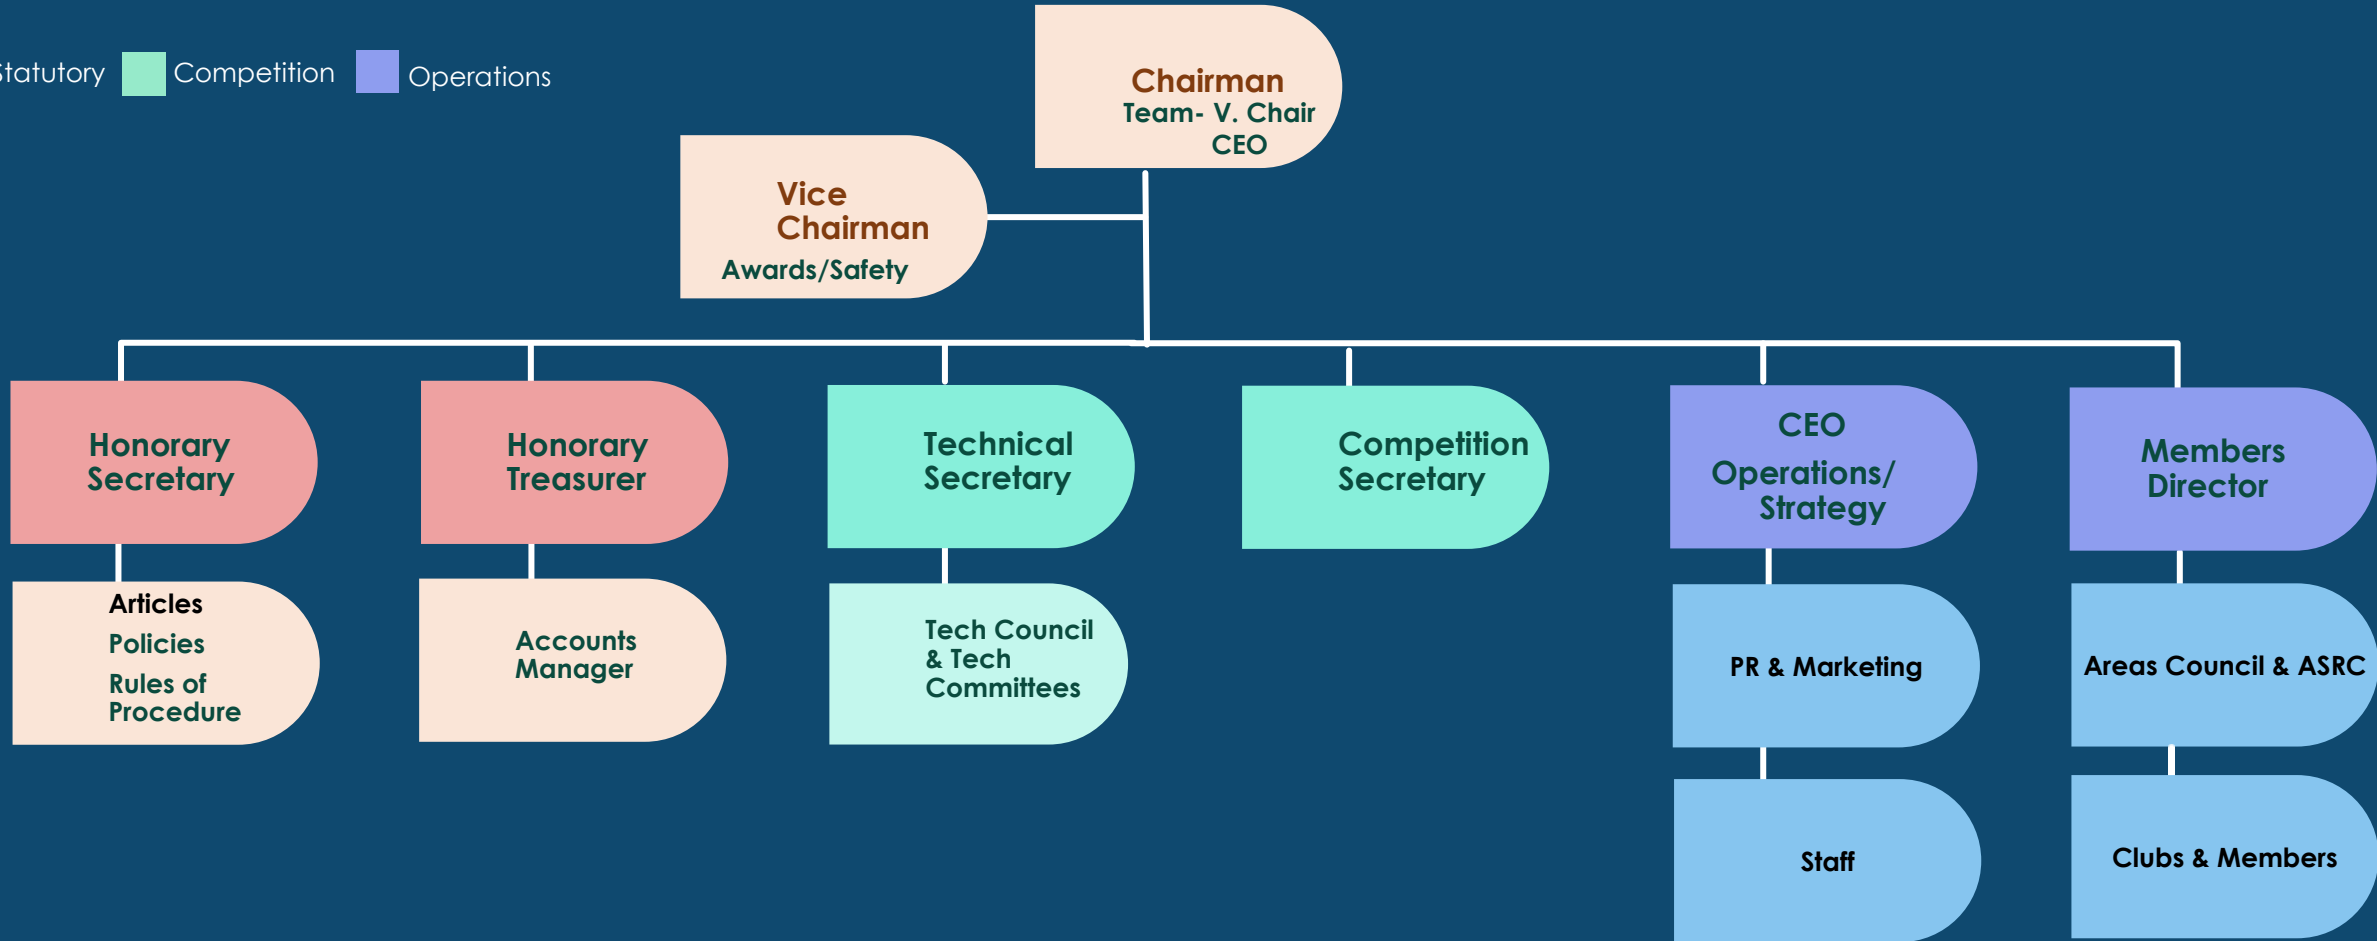 Statutory Competition Operations
Chairman
Team- V. Chair
CEO
Vice
Chairman
Awards/Safety
Honorary
Secretary
Honorary
Treasurer
Technical
Secretary
Competition
Secretary
CEO
Operations/
Strategy
Members
Director
Articles
Policies
Rules of
Procedure
Accounts
Manager
Tech Council
& Tech
Committees
PR & Marketing
Areas Council & ASRC
Staff
Clubs & Members